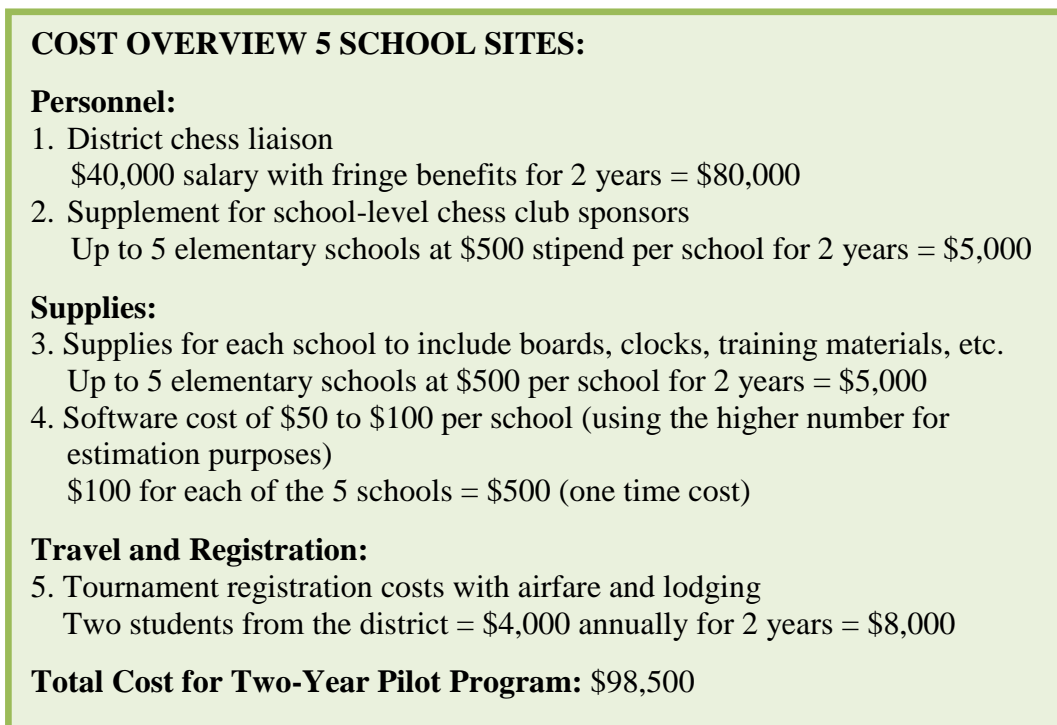 COST OVERVIEW 5 SCHOOL SITES:
Personnel:
1. District chess liaison
$40,000 salary with fringe benefits for 2 years = $80,000
2. Supplement for school-level chess club sponsors
Up to 5 elementary schools at $500 stipend per school for 2 years = $5,000
Supplies:
3. Supplies for each school to include boards, clocks, training materials, etc.
Up to 5 elementary schools at $500 per school for 2 years = $5,000
4. Software cost of $50 to $100 per school (using the higher number for
estimation purposes)
$100 for each of the 5 schools = $500 (one time cost)
Travel and Registration:
5. Tournament registration costs with airfare and lodging
Two students from the district = $4,000 annually for 2 years = $8,000
Total Cost for Two-Year Pilot Program: $98,500